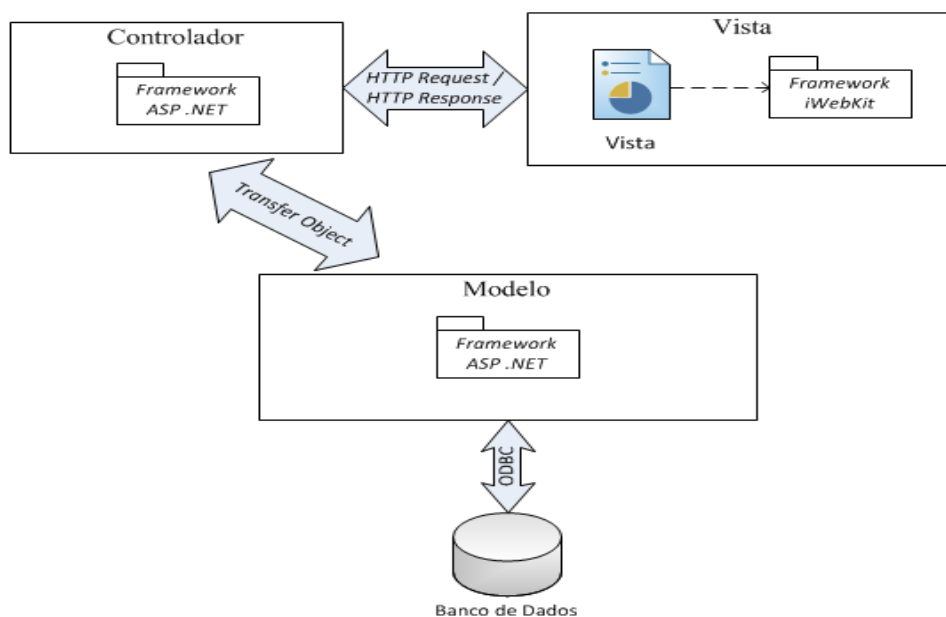 Controlador
Framework
ASP .NET
HTTP Request /
HTTP Response
Vista
Vista
Framework
iWebKit
Transfer Object
Modelo
Framework
ASP .NET
ODBC
Banco de Dados